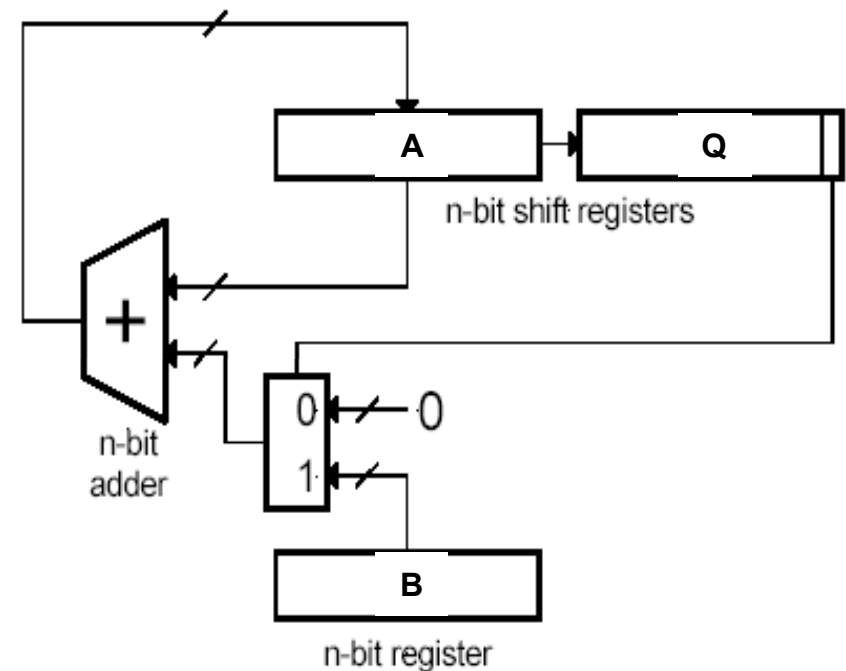 A
Q
n-bit shift registers
+
n-bit
adder
0
0
1
B
n-bit register